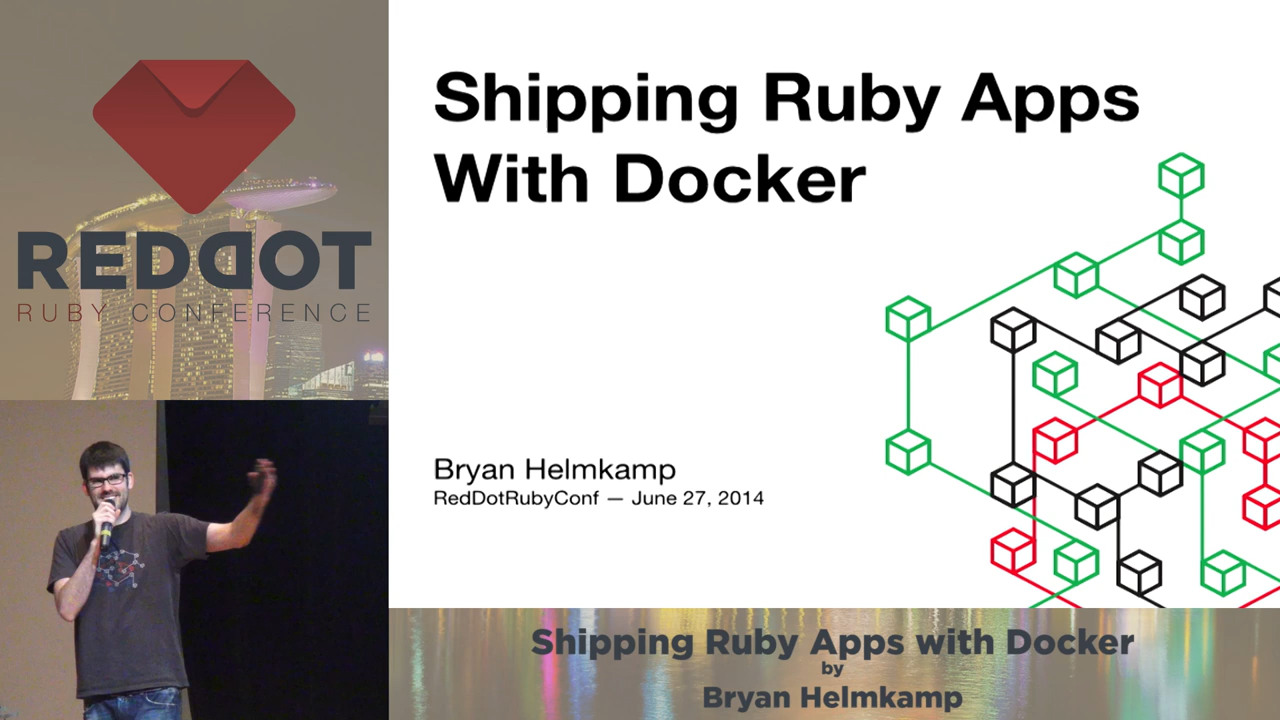 REDDOT
RUBY CONFERENCE
Shipping Ruby Apps
With Docker
Bryan Helmkamp
RedDotRubyConf — June 27, 2014
Shipping Ruby Apps with Docker
by
Bryan Helmkamp